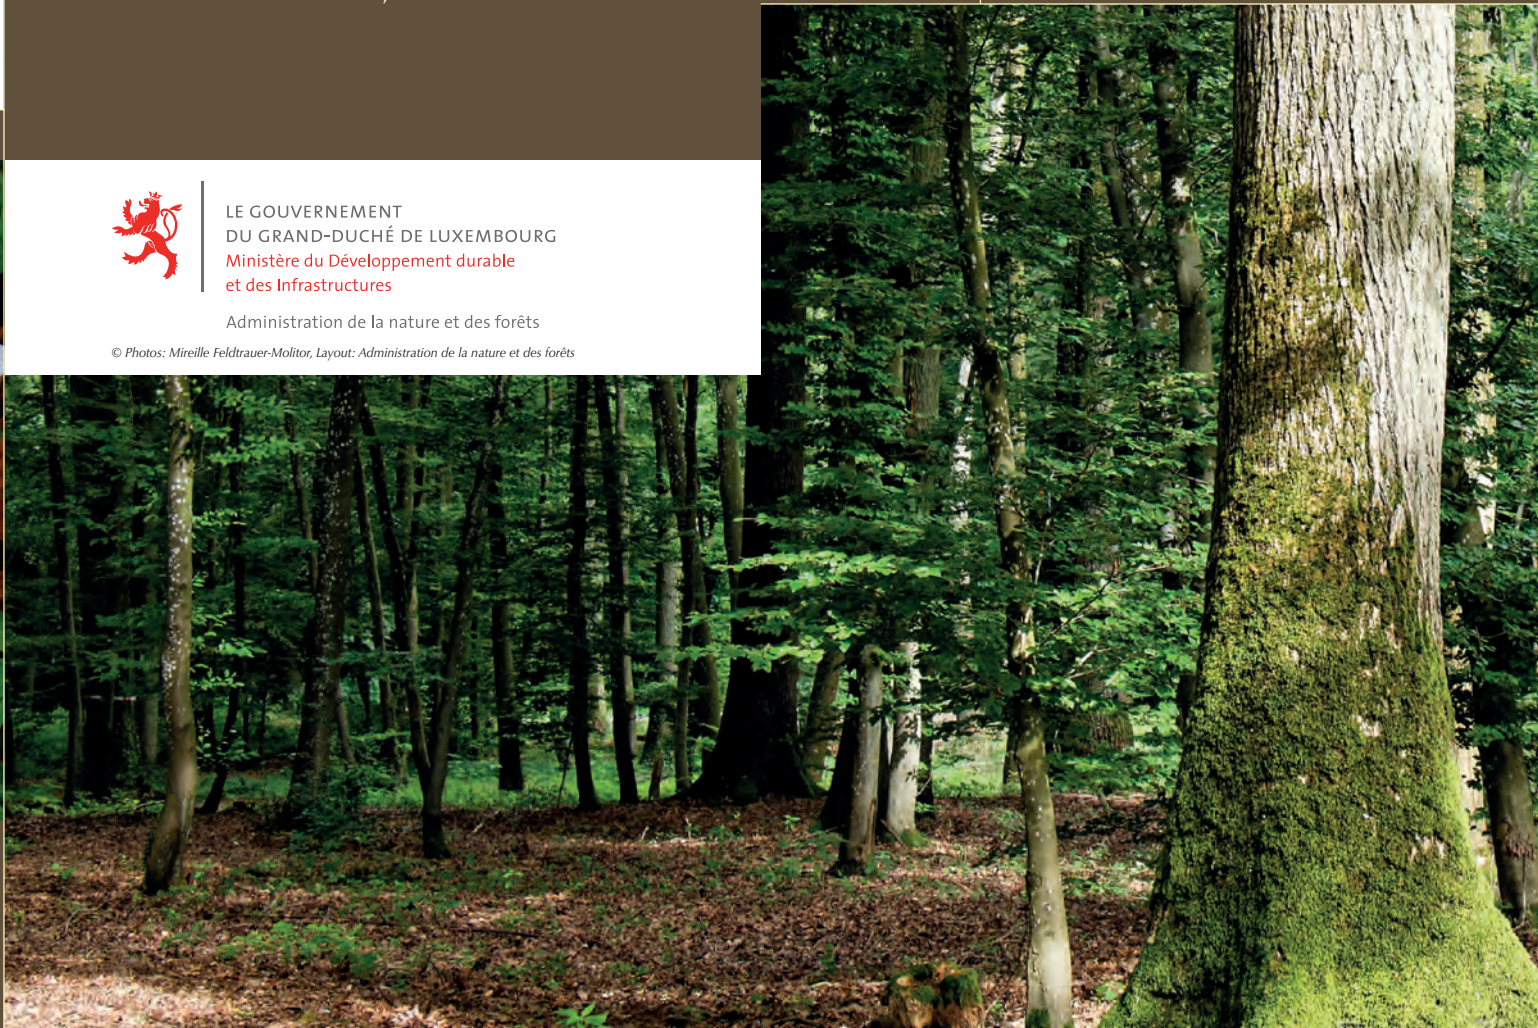 LE GOUVERNEMENT
DU GRAND-DUCHÉ DE LUXEMBOURG
Ministère du Développement durable
et des Infrastructures
Administration de la nature et des forêts
© Photos: Mireille Feldtrauer-Molitor, Layout: Administration de la nature et des forêts